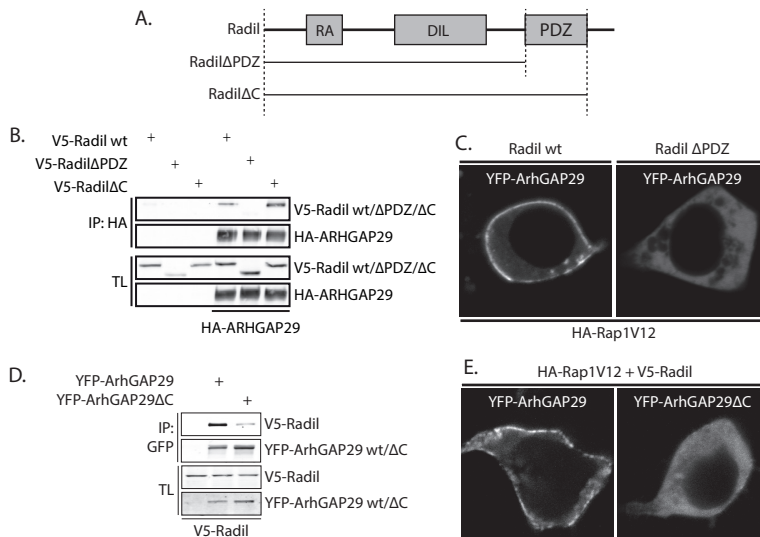 A.
Radil
RA
DIL
PDZ
RadilΔPDZ
RadilΔC
B.
V5-Radil wt + +
V5-RadilΔPDZ + +
V5-RadilΔC + +
IP: HA
V5-Radil wt/ΔPDZ/ΔC
HA-ARHGAP29
TL
V5-Radil wt/ΔPDZ/ΔC
HA-ARHGAP29
HA-ARHGAP29
C.
Radil wt
Radil ΔPDZ
YFP-ArhGAP29
YFP-ArhGAP29
HA-Rap1V12
D.
YFP-ArhGAP29 +
YFP-ArhGAP29ΔC +
IP:
GFP
V5-Radil
YFP-ArhGAP29 wt/ΔC
TL
V5-Radil
YFP-ArhGAP29 wt/ΔC
V5-Radil
E.
HA-Rap1V12 + V5-Radil
YFP-ArhGAP29
YFP-ArhGAP29ΔC